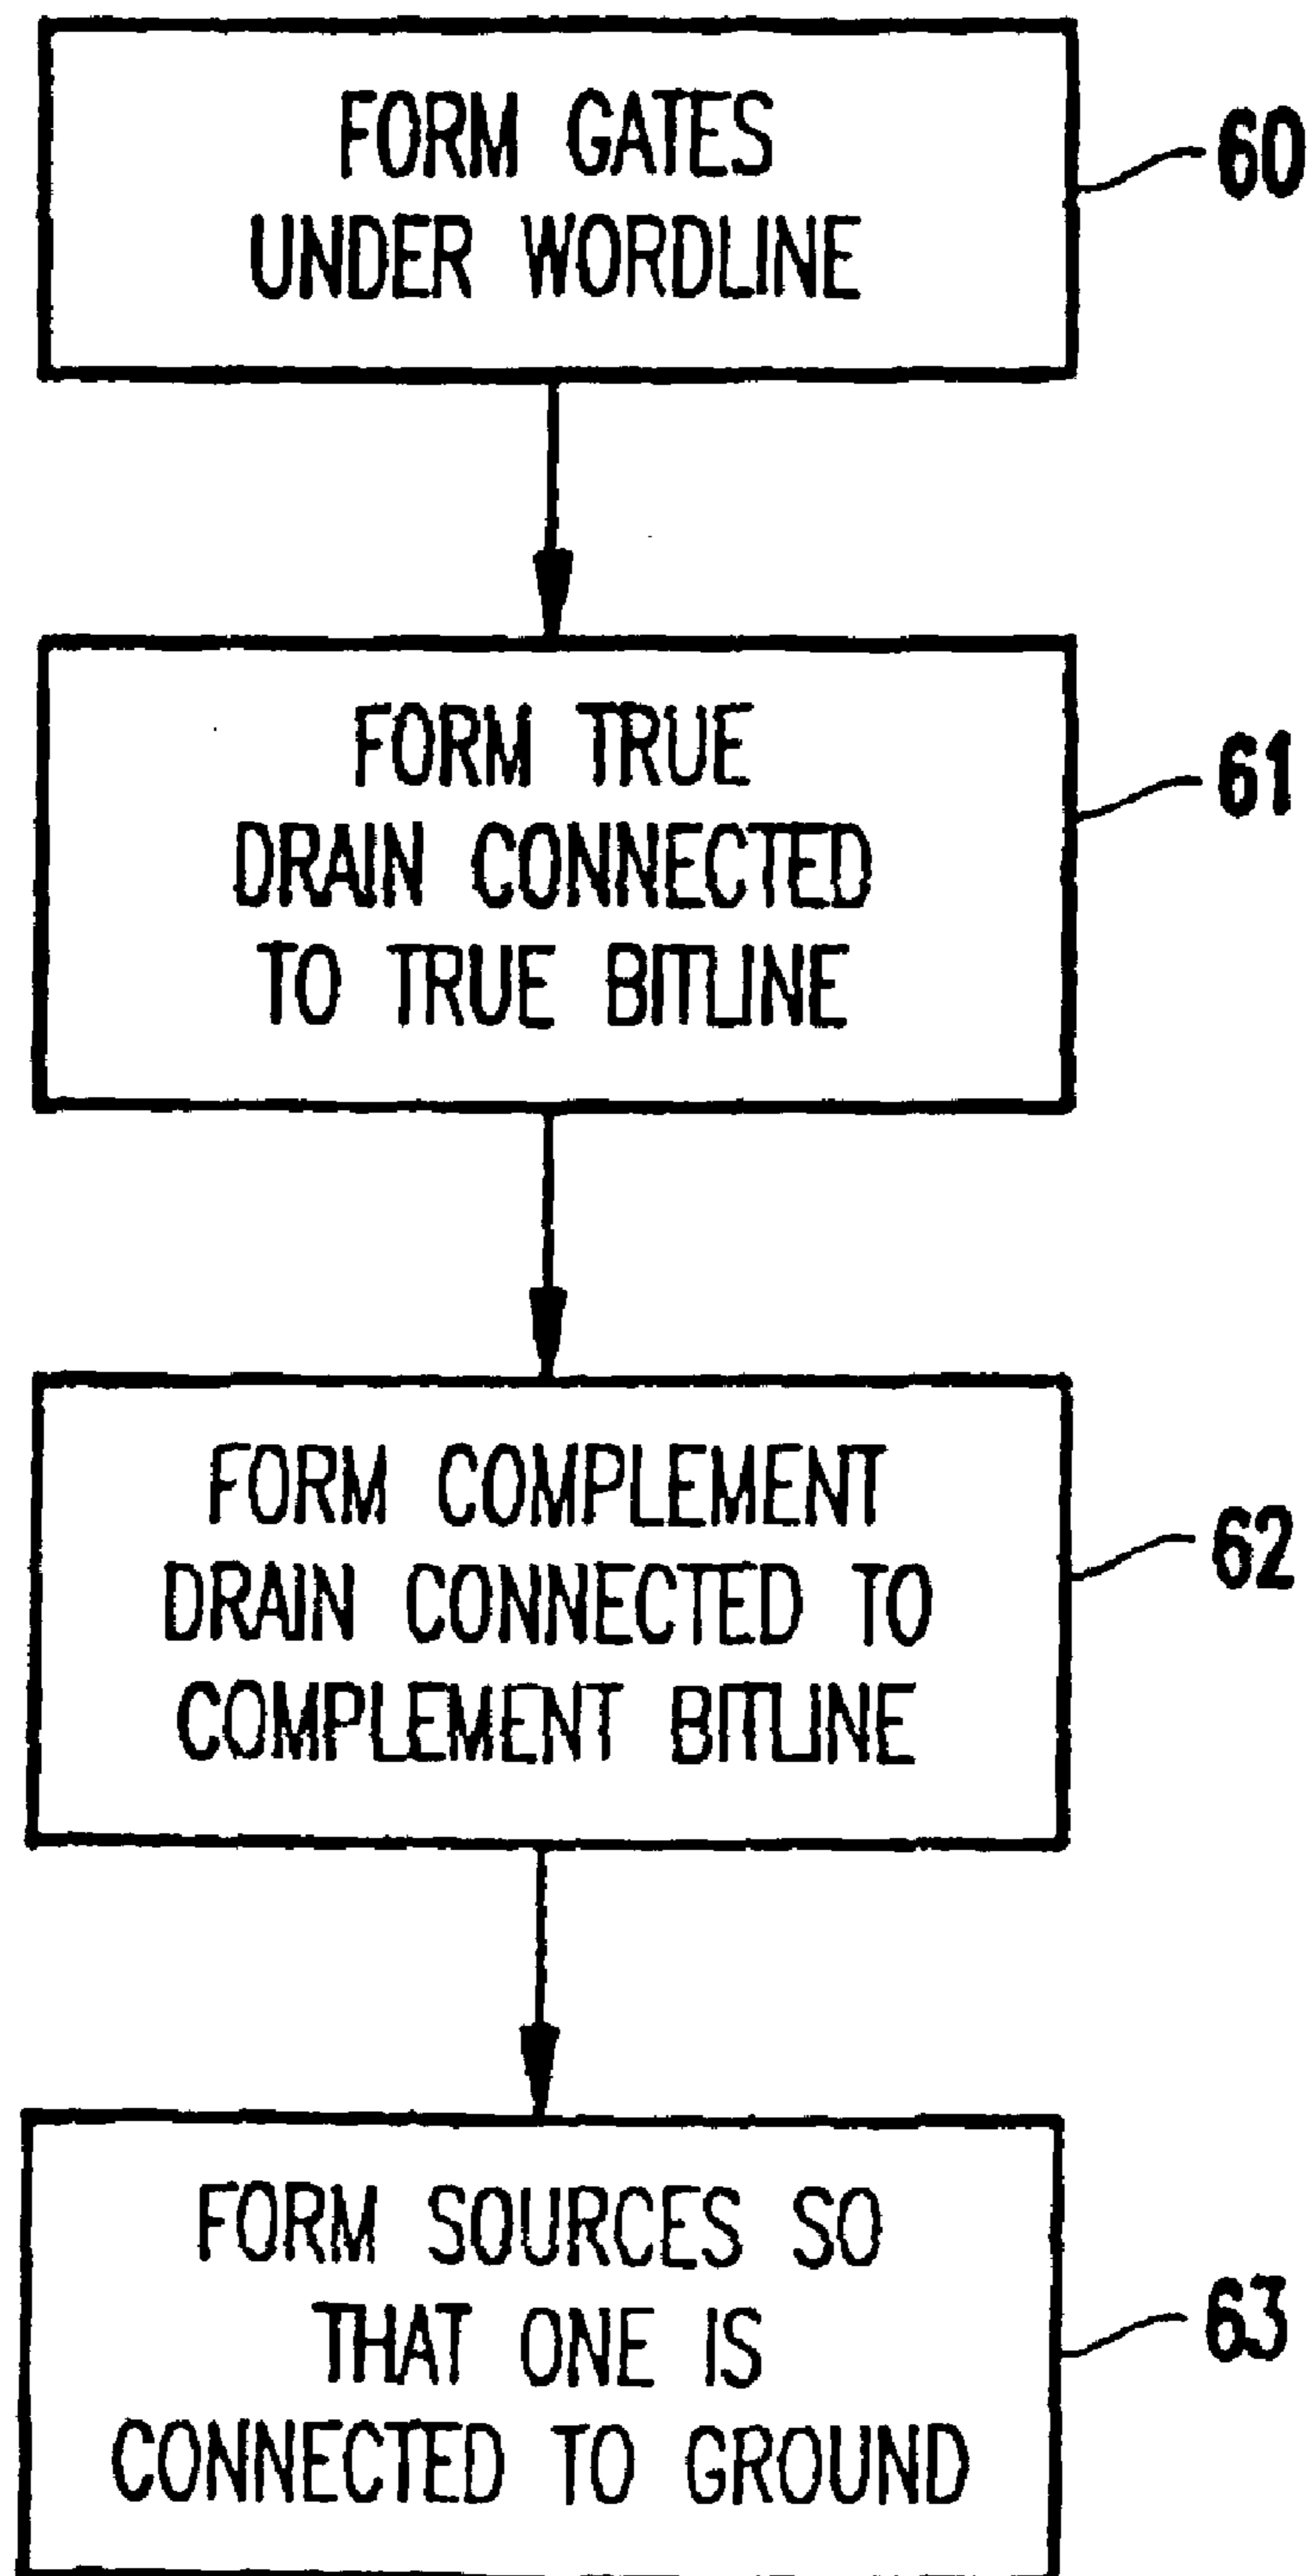 FORM GATES
UNDER WORDLINE
60
FORM TRUE
DRAIN CONNECTED
TO TRUE BITLINE
61
FORM COMPLEMENT
DRAIN CONNECTED TO
COMPLEMENT BITLINE
62
FORM SOURCES SO
THAT ONE IS
CONNECTED TO GROUND
63